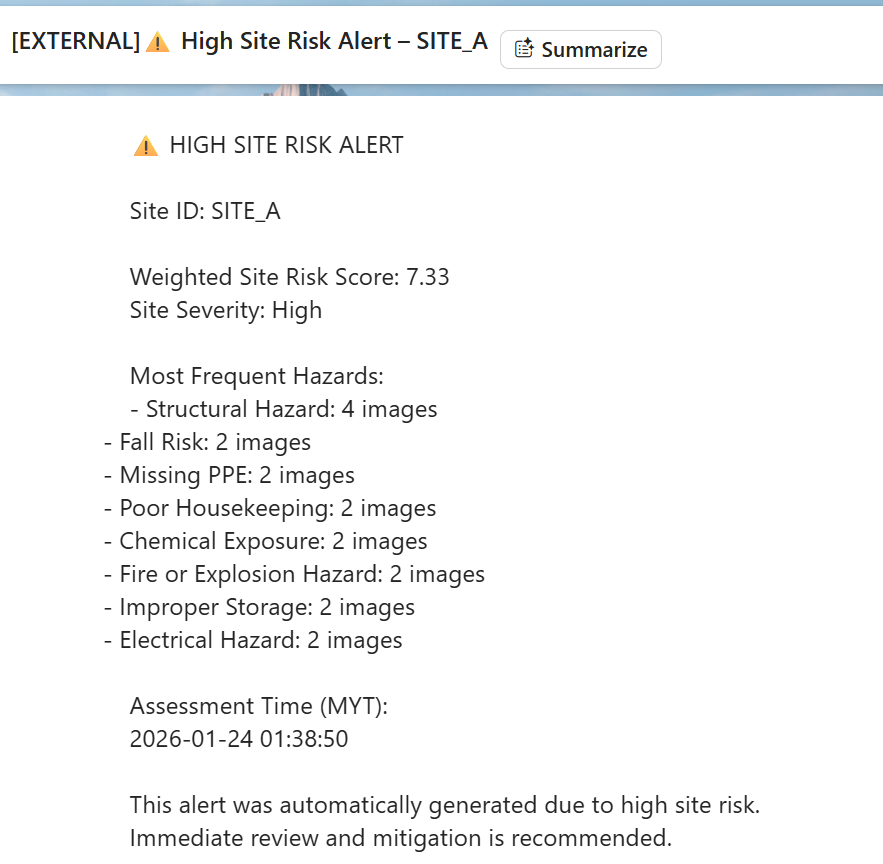 [EXTERNAL] ⚠️ High Site Risk Alert – SITE_A Summarize
⚠️ HIGH SITE RISK ALERT
Site ID: SITE_A
Weighted Site Risk Score: 7.33
Site Severity: High
Most Frequent Hazards:
- Structural Hazard: 4 images
- Fall Risk: 2 images
- Missing PPE: 2 images
- Poor Housekeeping: 2 images
- Chemical Exposure: 2 images
- Fire or Explosion Hazard: 2 images
- Improper Storage: 2 images
- Electrical Hazard: 2 images
Assessment Time (MYT):
2026-01-24 01:38:50
This alert was automatically generated due to high site risk.
Immediate review and mitigation is recommended.